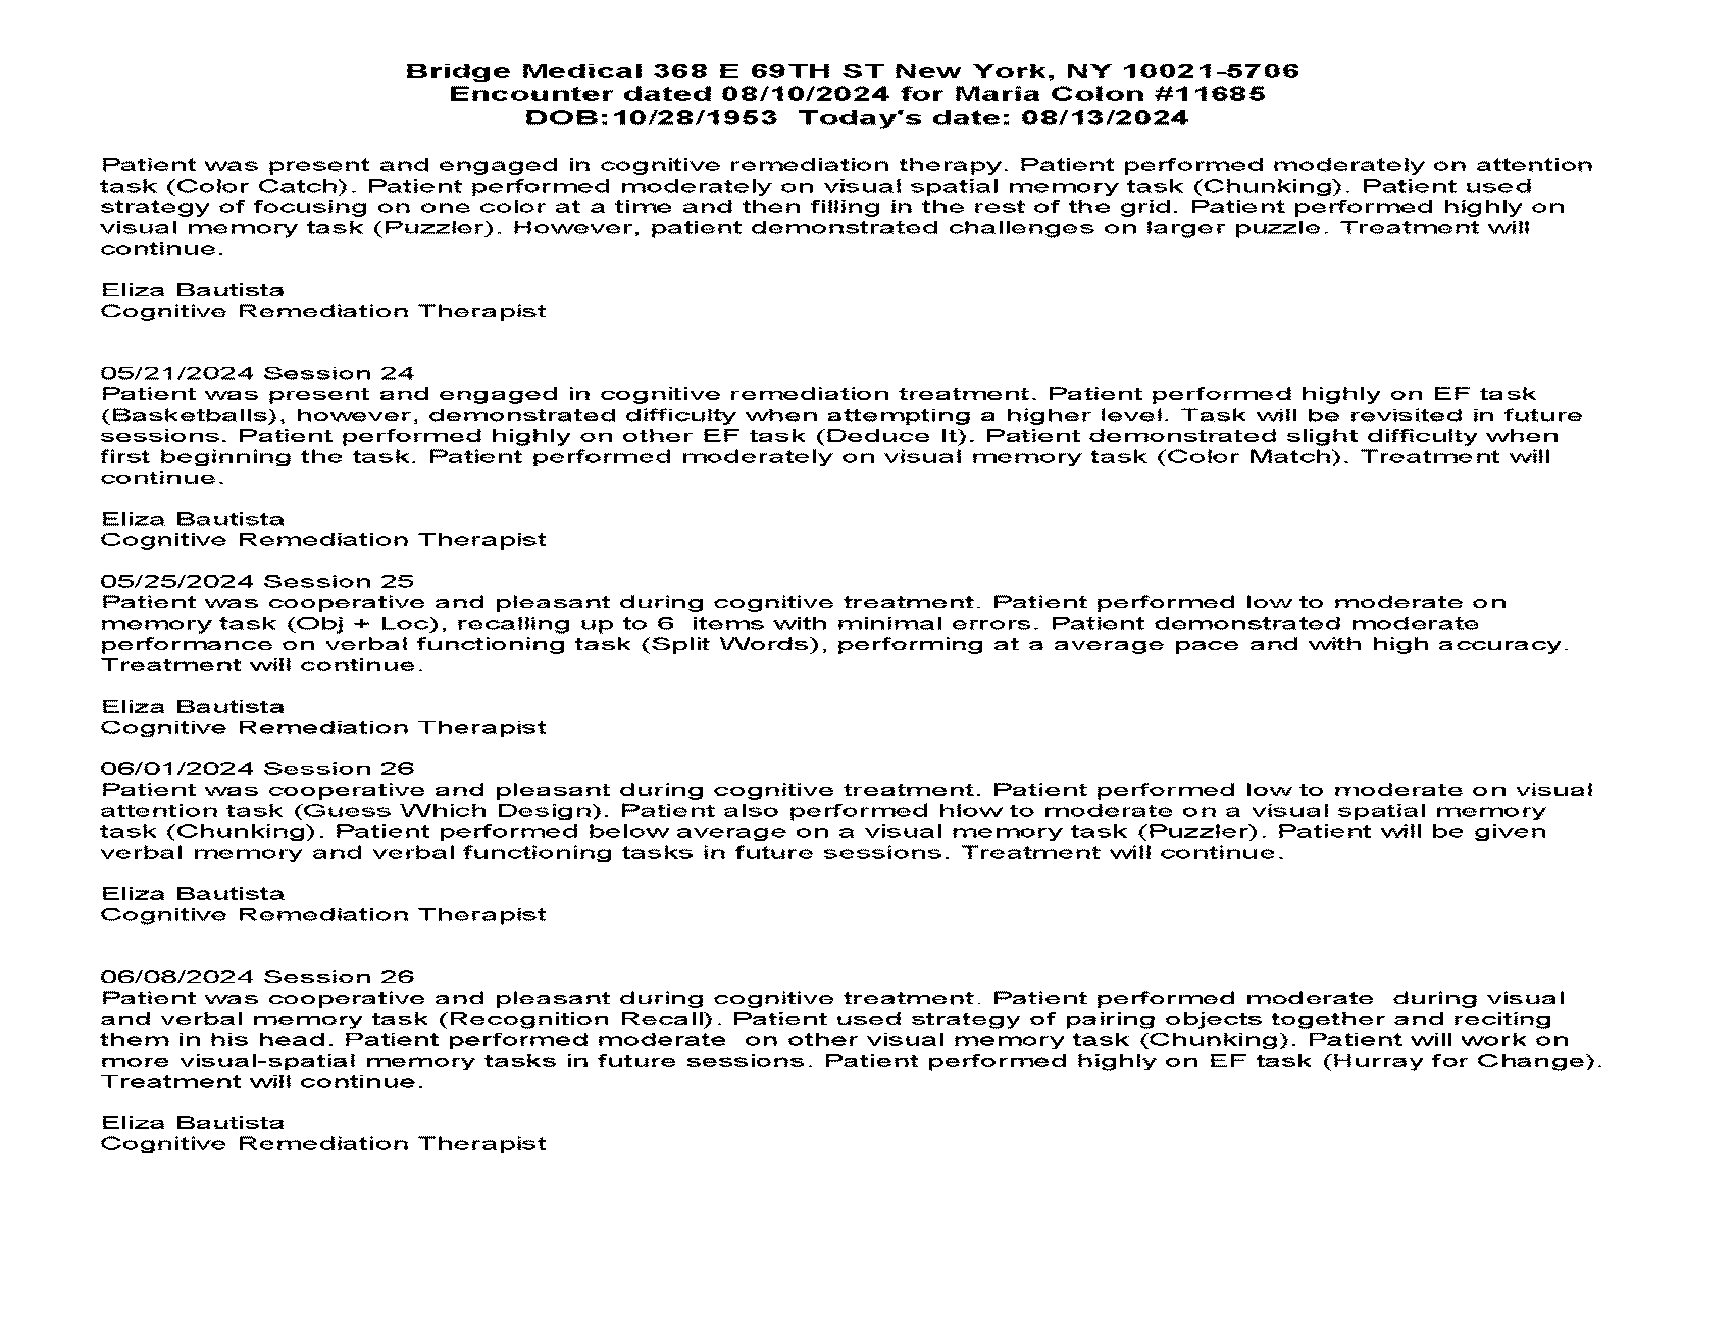 Bridge Medical 368 E 69TH ST New York, NY 10021-5706
Encounter dated 08/10/2024 for Maria Colon #11685
DOB:10/28/1953  Today's date: 08/13/2024
Patient was present and engaged in cognitive remediation therapy. Patient performed moderately on attention
task (Color Catch). Patient performed moderately on visual spatial memory task (Chunking). Patient used
strategy of focusing on one color at a time and then filling in the rest of the grid. Patient performed highly on
visual memory task (Puzzler). However, patient demonstrated challenges on larger puzzle. Treatment will
continue.
Eliza Bautista
Cognitive Remediation Therapist
05/21/2024 Session 24
Patient was present and engaged in cognitive remediation treatment. Patient performed highly on EF task
(Basketballs), however, demonstrated difficulty when attempting a higher level. Task will be revisited in future
sessions. Patient performed highly on other EF task (Deduce It). Patient demonstrated slight difficulty when
first beginning the task. Patient performed moderately on visual memory task (Color Match). Treatment will
continue.
Eliza Bautista
Cognitive Remediation Therapist
05/25/2024 Session 25
Patient was cooperative and pleasant during cognitive treatment. Patient performed low to moderate on
memory task (Obj + Loc), recalling up to 6  items with minimal errors. Patient demonstrated moderate
performance on verbal functioning task (Split Words), performing at a average pace and with high accuracy.
Treatment will continue.
Eliza Bautista
Cognitive Remediation Therapist
06/01/2024 Session 26
Patient was cooperative and pleasant during cognitive treatment. Patient performed low to moderate on visual
attention task (Guess Which Design). Patient also performed hlow to moderate on a visual spatial memory
task (Chunking). Patient performed below average on a visual memory task (Puzzler). Patient will be given
verbal memory and verbal functioning tasks in future sessions. Treatment will continue.
Eliza Bautista
Cognitive Remediation Therapist
06/08/2024 Session 26
Patient was cooperative and pleasant during cognitive treatment. Patient performed moderate  during visual
and verbal memory task (Recognition Recall). Patient used strategy of pairing objects together and reciting
them in his head. Patient performed moderate  on other visual memory task (Chunking). Patient will work on
more visual-spatial memory tasks in future sessions. Patient performed highly on EF task (Hurray for Change).
Treatment will continue.
Eliza Bautista
Cognitive Remediation Therapist